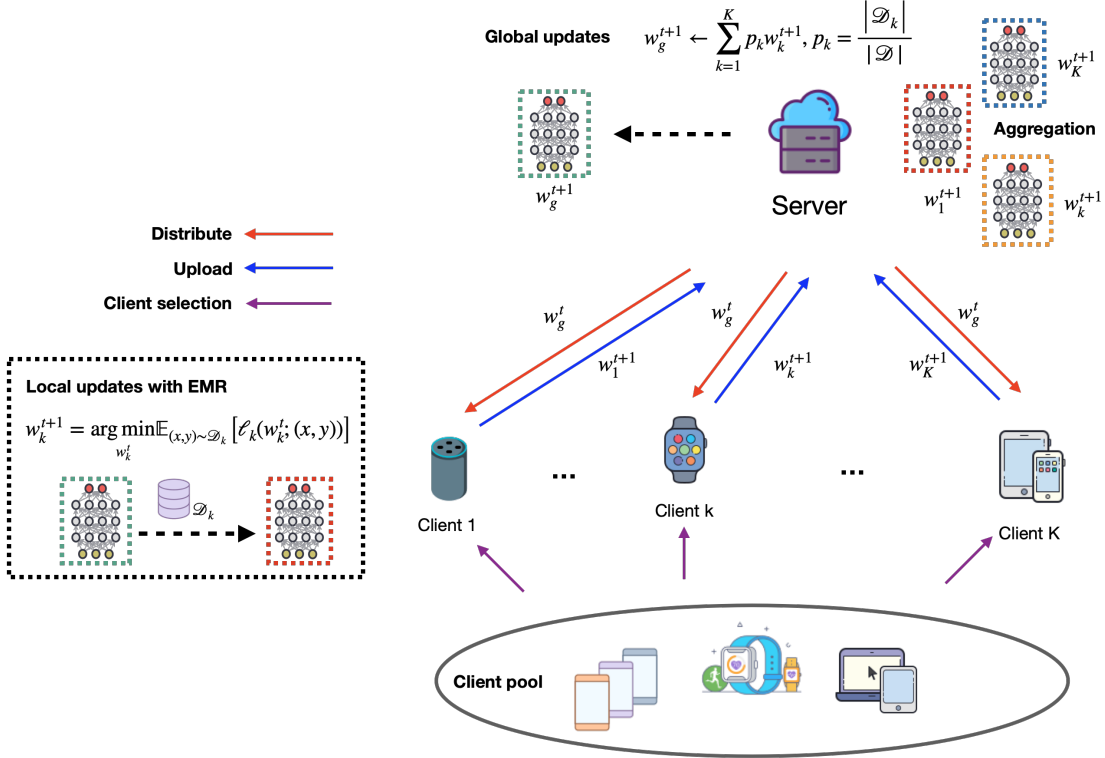 Global updates
w_g^{t+1} ← \sum_{k=1}^{K} p_k w_k^{t+1}, p_k = \frac{|𝒟_k|}{|𝒟|}
w_K^{t+1}
Aggregation
w_g^{t+1}
w_1^{t+1}
w_k^{t+1}
Server
Distribute
Upload
Client selection
w_g^t
w_1^{t+1}
w_g^t
w_k^{t+1}
w_g^t
w_K^{t+1}
Local updates with EMR
w_k^{t+1} = \arg\min_{w_k^t} 𝔼_{(x,y)∼𝒟_k} [ℓ_k(w_k^t; (x, y))]
𝒟_k
...
...
Client 1
Client k
Client K
Client pool